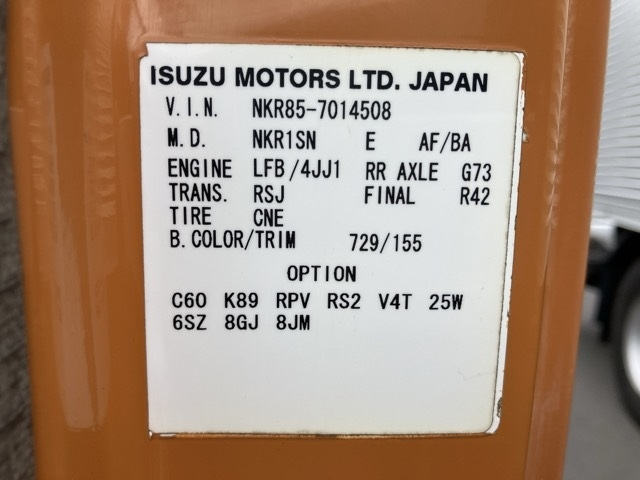 ISUZU MOTORS LTD. JAPAN
V.I.N. NKR85-7014508
M.D. NKR1SN E AF/BA
ENGINE LFB/4JJ1 RR AXLE G73
TRANS. RSJ FINAL R42
TIRE CNE
B.COLOR/TRIM 729/155
OPTION
C60 K89 RPV RS2 V4T 25W
6SZ 8GJ 8JM